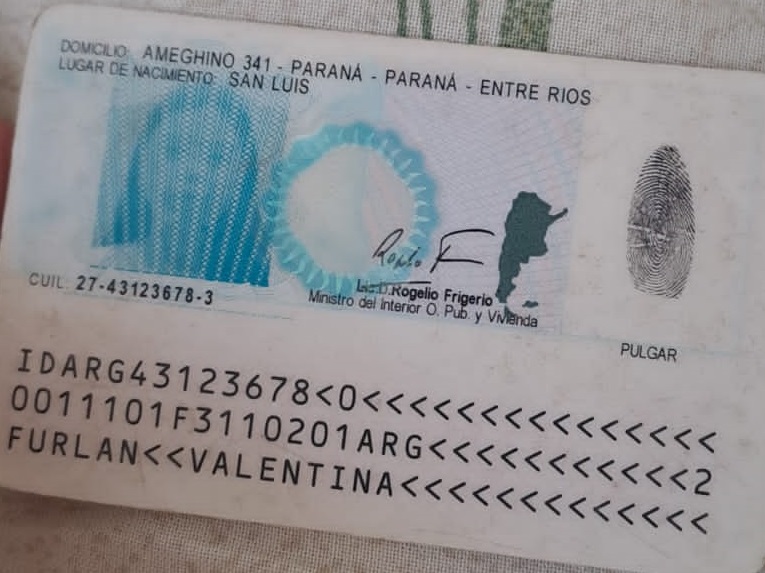 DOMICILIO: AMEGHINO 341 - PARANÁ - PARANÁ - ENTRE RIOS
LUGAR DE NACIMIENTO: SAN LUIS
CUIL: 27-43123678-3
Lic.D.Rogelio Frigerio
Ministro del Interior O. Pub. y Vivienda
PULGAR
IDARG43123678<0<<<<<<<<<<<<<<<
0011101F3110201ARG<<<<<<<<<<<2
FURLAN<<VALENTINA<<<<<<<<<<<<<